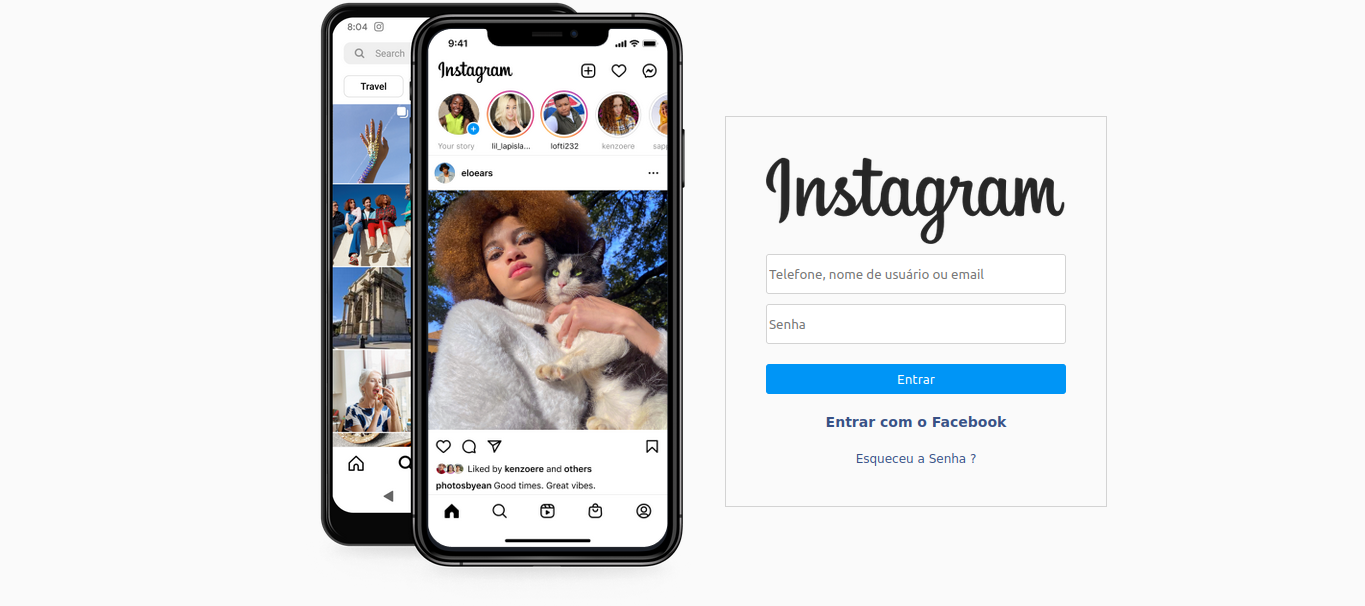 8:04
Search
Travel
9:41
Instagram
Your story
lil_lapisla...
lofti232
kenzoere
sapp
eloears
Liked by kenzoere and others
photosbyean Good times. Great vibes.
Instagram
Telefone, nome de usuário ou email
Senha
Entrar
Entrar com o Facebook
Esqueceu a Senha ?